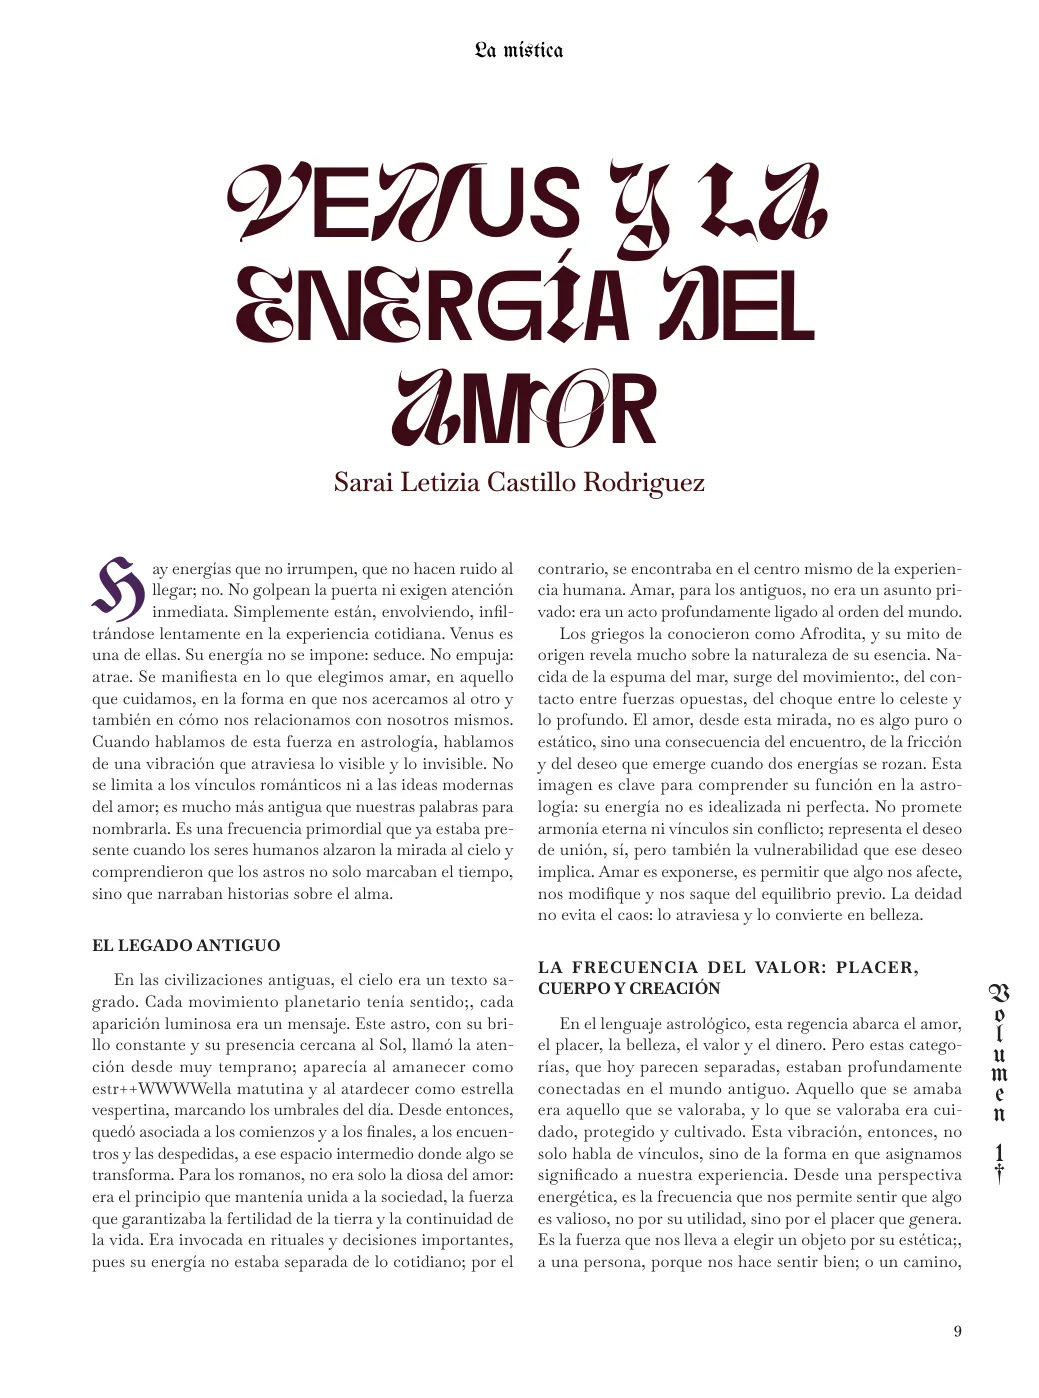 La mística
VENUS Y LA
ENERGÍA DEL
AMOR
Sarai Letizia Castillo Rodriguez
Hay energías que no irrumpen, que no hacen ruido al
llegar; no. No golpean la puerta ni exigen atención
inmediata. Simplemente están, envolviendo, infil-
trándose lentamente en la experiencia cotidiana. Venus es
una de ellas. Su energía no se impone: seduce. No empuja:
atrae. Se manifiesta en lo que elegimos amar, en aquello
que cuidamos, en la forma en que nos acercamos al otro y
también en cómo nos relacionamos con nosotros mismos.
Cuando hablamos de esta fuerza en astrología, hablamos
de una vibración que atraviesa lo visible y lo invisible. No
se limita a los vínculos románticos ni a las ideas modernas
del amor; es mucho más antigua que nuestras palabras para
nombrarla. Es una frecuencia primordial que ya estaba pre-
sente cuando los seres humanos alzaron la mirada al cielo y
comprendieron que los astros no solo marcaban el tiempo,
sino que narraban historias sobre el alma.
EL LEGADO ANTIGUO
En las civilizaciones antiguas, el cielo era un texto sa-
grado. Cada movimiento planetario tenía sentido;, cada
aparición luminosa era un mensaje. Este astro, con su bri-
llo constante y su presencia cercana al Sol, llamó la aten-
ción desde muy temprano; aparecía al amanecer como
estr++WWWWella matutina y al atardecer como estrella
vespertina, marcando los umbrales del día. Desde entonces,
quedó asociada a los comienzos y a los finales, a los encuen-
tros y las despedidas, a ese espacio intermedio donde algo se
transforma. Para los romanos, no era solo la diosa del amor:
era el principio que mantenía unida a la sociedad, la fuerza
que garantizaba la fertilidad de la tierra y la continuidad de
la vida. Era invocada en rituales y decisiones importantes,
pues su energía no estaba separada de lo cotidiano; por el
contrario, se encontraba en el centro mismo de la experien-
cia humana. Amar, para los antiguos, no era un asunto pri-
vado: era un acto profundamente ligado al orden del mundo.
Los griegos la conocieron como Afrodita, y su mito de
origen revela mucho sobre la naturaleza de su esencia. Na-
cida de la espuma del mar, surge del movimiento:, del con-
tacto entre fuerzas opuestas, del choque entre lo celeste y
lo profundo. El amor, desde esta mirada, no es algo puro o
estático, sino una consecuencia del encuentro, de la fricción
y del deseo que emerge cuando dos energías se rozan. Esta
imagen es clave para comprender su función en la astro-
logía: su energía no es idealizada ni perfecta. No promete
armonía eterna ni vínculos sin conflicto; representa el deseo
de unión, sí, pero también la vulnerabilidad que ese deseo
implica. Amar es exponerse, es permitir que algo nos afecte,
nos modifique y nos saque del equilibrio previo. La deidad
no evita el caos: lo atraviesa y lo convierte en belleza.
LA FRECUENCIA DEL VALOR: PLACER,
CUERPO Y CREACIÓN
En el lenguaje astrológico, esta regencia abarca el amor,
el placer, la belleza, el valor y el dinero. Pero estas catego-
rías, que hoy parecen separadas, estaban profundamente
conectadas en el mundo antiguo. Aquello que se amaba
era aquello que se valoraba, y lo que se valoraba era cui-
dado, protegido y cultivado. Esta vibración, entonces, no
solo habla de vínculos, sino de la forma en que asignamos
significado a nuestra experiencia. Desde una perspectiva
energética, es la frecuencia que nos permite sentir que algo
es valioso, no por su utilidad, sino por el placer que genera.
Es la fuerza que nos lleva a elegir un objeto por su estética;,
a una persona, porque nos hace sentir bien; o un camino,
Volumen 1†
9